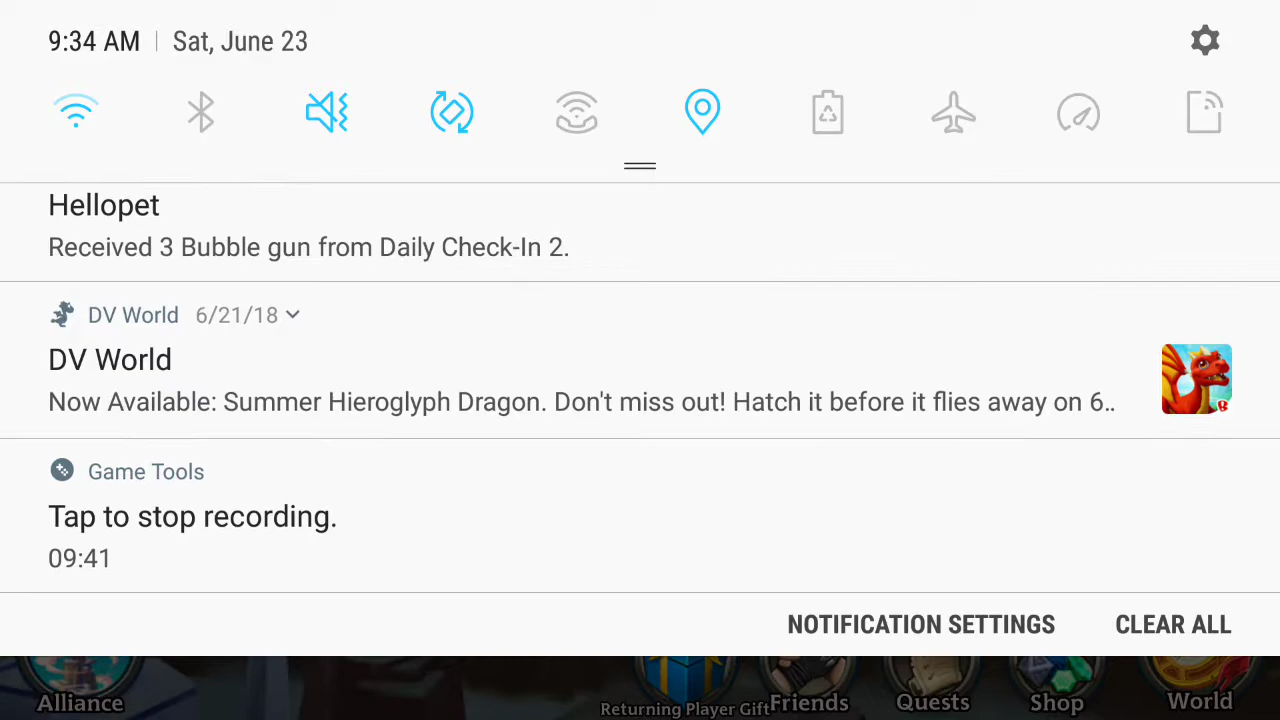 9:34 AM | Sat, June 23
Hellopet
Received 3 Bubble gun from Daily Check-In 2.
DV World 6/21/18
DV World
Now Available: Summer Hieroglyph Dragon. Don't miss out! Hatch it before it flies away on 6..
Game Tools
Tap to stop recording.
09:41
NOTIFICATION SETTINGS CLEAR ALL
Alliance Returning Player Gift Friends Quests Shop World